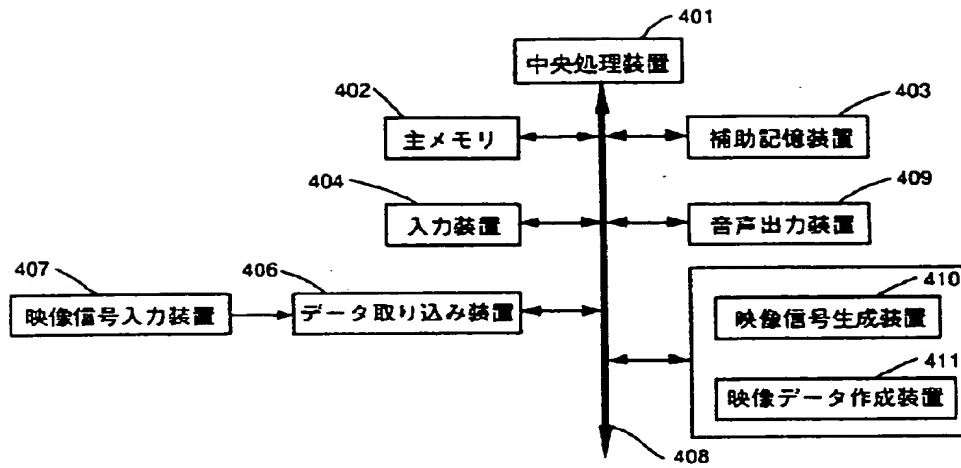 401
中央処理装置
402
主メモリ
403
補助記憶装置
404
入力装置
409
音声出力装置
407
映像信号入力装置
406
データ取り込み装置
410
映像信号生成装置
411
映像データ作成装置
408